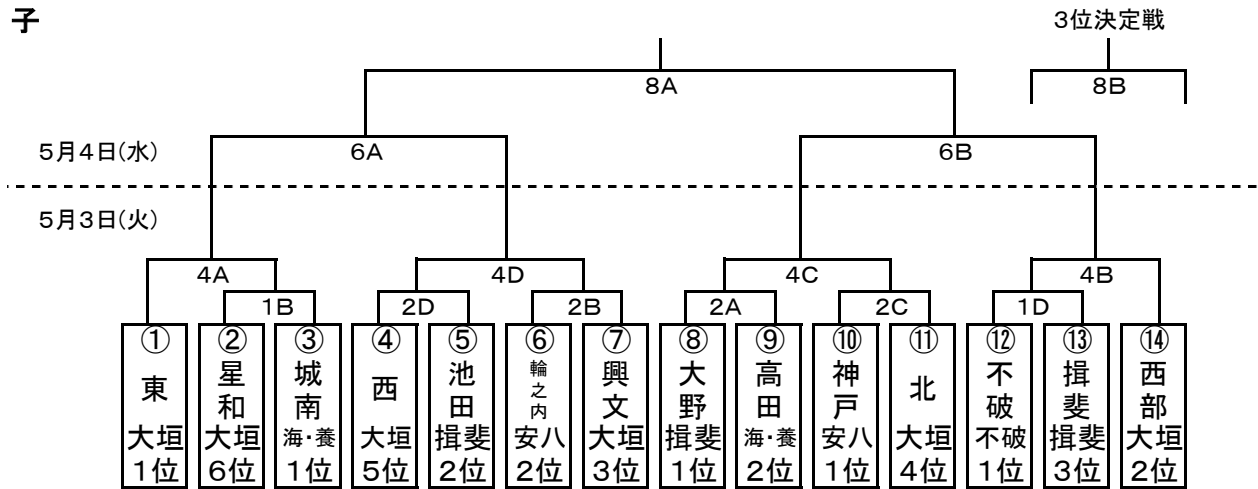 子
3位決定戦
8A
8B
5月4日(水)
6A
6B
5月3日(火)
4A
4D
4C
4B
1B
2D
2B
2A
2C
1D
① 東 大垣 1位
② 星和 大垣 6位
③ 城南 海・養 1位
④ 西 大垣 5位
⑤ 池田 揖斐 2位
⑥ 輪之内 安八 2位
⑦ 興文 大垣 3位
⑧ 大野 揖斐 1位
⑨ 高田 海・養 2位
⑩ 神戸 安八 1位
⑪ 北 大垣 4位
⑫ 不破 不破 1位
⑬ 揖斐 揖斐 3位
⑭ 西部 大垣 2位